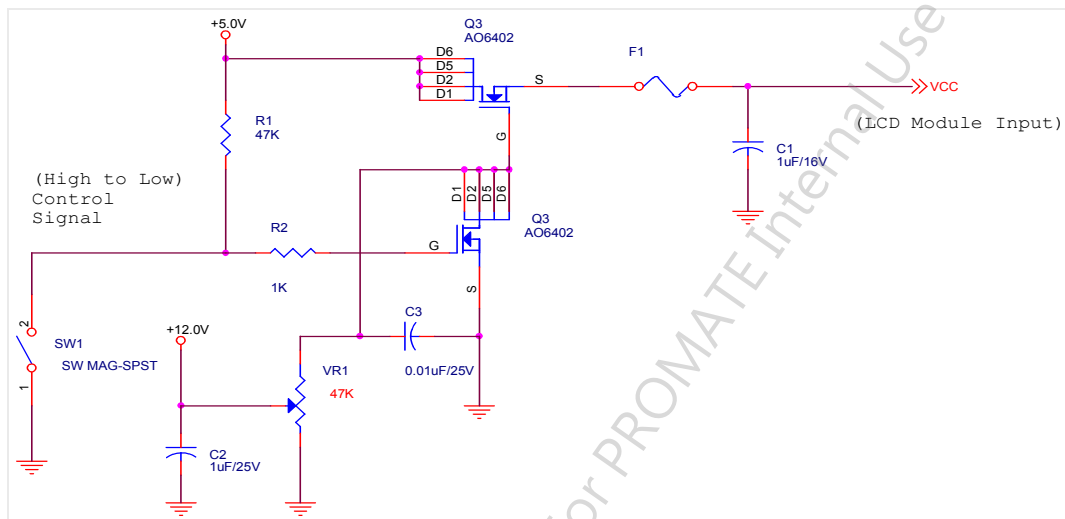 +5.0V
Q3
AO6402
D6
D5
D2
D1
S
G
F1
VCC
(LCD Module Input)
C1
1uF/16V
R1
47K
(High to Low)
Control
Signal
D1
D2
D5
D6
Q3
AO6402
R2
G
1K
S
2
SW1
SW MAG-SPST
1
+12.0V
C3
0.01uF/25V
VR1
47K
C2
1uF/25V
for PROMATE Internal Use